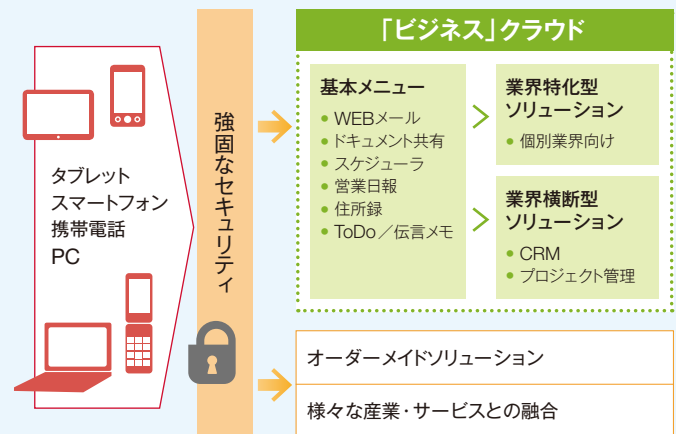 タブレット
スマートフォン
携帯電話
PC
強固なセキュリティ
「ビジネス」クラウド
基本メニュー
• WEBメール
• ドキュメント共有
• スケジューラ
• 営業日報
• 住所録
• ToDo／伝言メモ
業界特化型
ソリューション
• 個別業界向け
業界横断型
ソリューション
• CRM
• プロジェクト管理
オーダーメイドソリューション
様々な産業・サービスとの融合